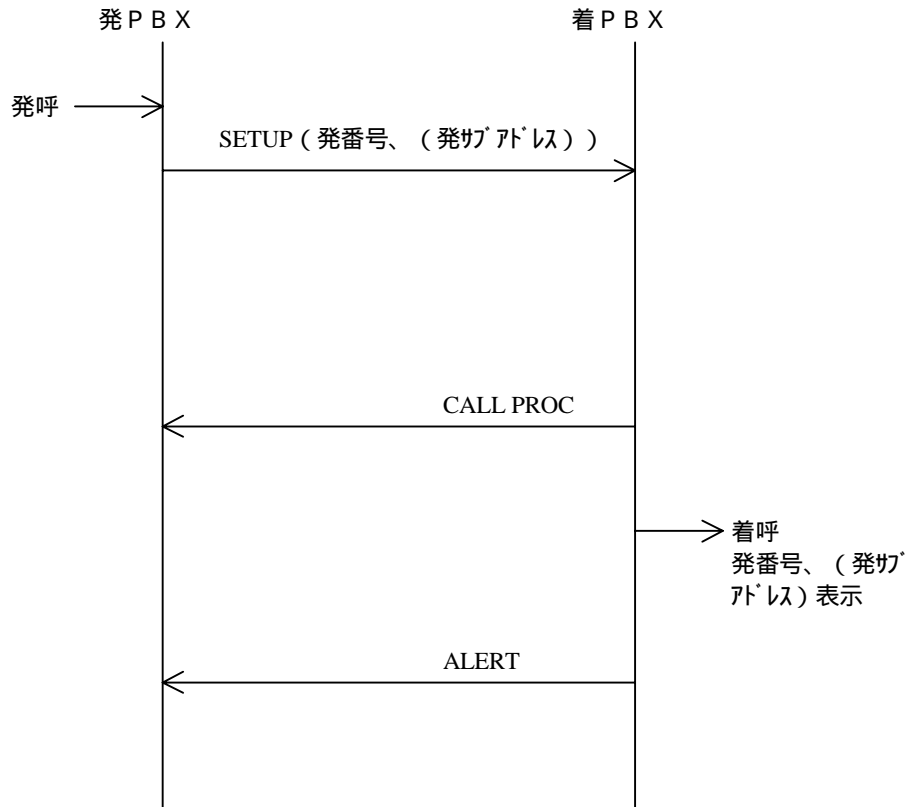 発ＰＢＸ
着ＰＢＸ
発呼
SETUP（発番号、（発ｻﾌﾞｱﾄﾞﾚｽ））
CALL PROC
着呼
発番号、（発ｻﾌﾞ
ｱﾄﾞﾚｽ）表示
ALERT